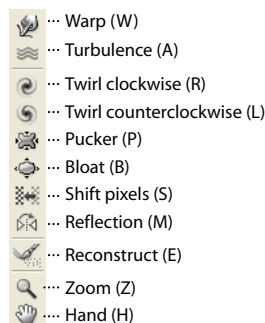 ··· Warp (W)
··· Turbulence (A)
··· Twirl clockwise (R)
··· Twirl counterclockwise (L)
··· Pucker (P)
··· Bloat (B)
··· Shift pixels (S)
··· Reflection (M)
··· Reconstruct (E)
···· Zoom (Z)
···· Hand (H)